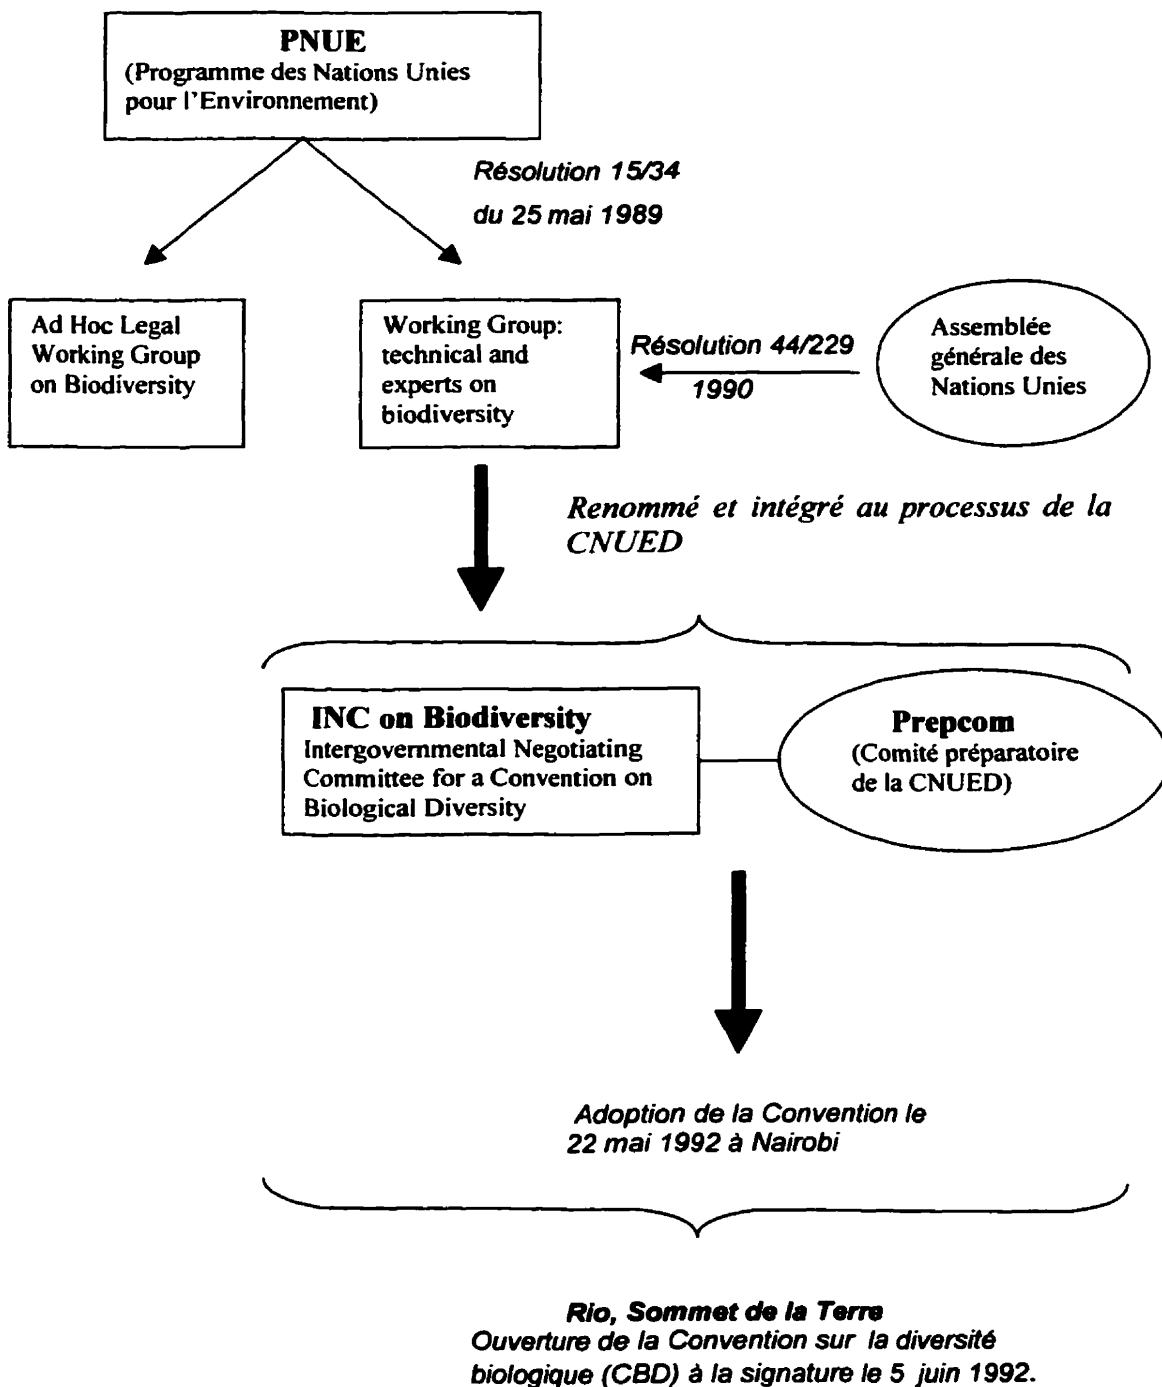 PNUE
(Programme des Nations Unies
pour l'Environnement)
Résolution 15/34
du 25 mai 1989
Ad Hoc Legal
Working Group
on Biodiversity
Working Group:
technical and
experts on
biodiversity
Résolution 44/229
1990
Assemblée
générale des
Nations Unies
Renommé et intégré au processus de la
CNUED
INC on Biodiversity
Intergovernmental Negotiating
Committee for a Convention on
Biological Diversity
Prepcom
(Comité préparatoire
de la CNUED)
Adoption de la Convention le
22 mai 1992 à Nairobi
Rio, Sommet de la Terre
Ouverture de la Convention sur la diversité
biologique (CBD) à la signature le 5 juin 1992.